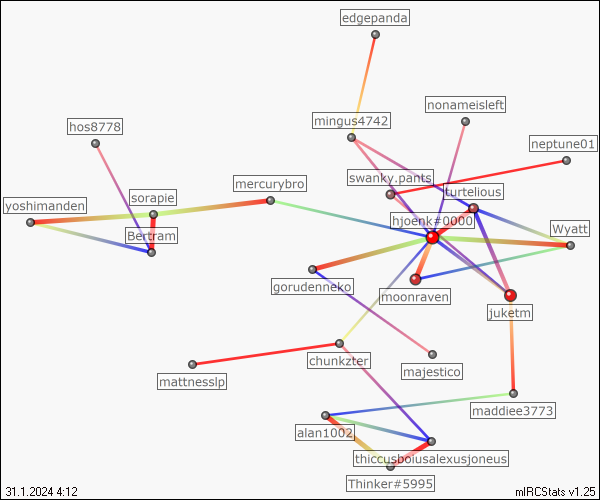 edgepanda
nonameisleft
mingus4742
hos8778
neptune01
swanky.pants
mercurybro
turtelious
sorapie
yoshimanden
hjoenk#0000
Wyatt
Bertram
gorudenneko
moonraven
juketm
chunkzter
majestico
mattnesslp
maddiee3773
alan1002
thiccusboiusalexusjoneus
Thinker#5995
31.1.2024 4:12
mIRCStats v1.25